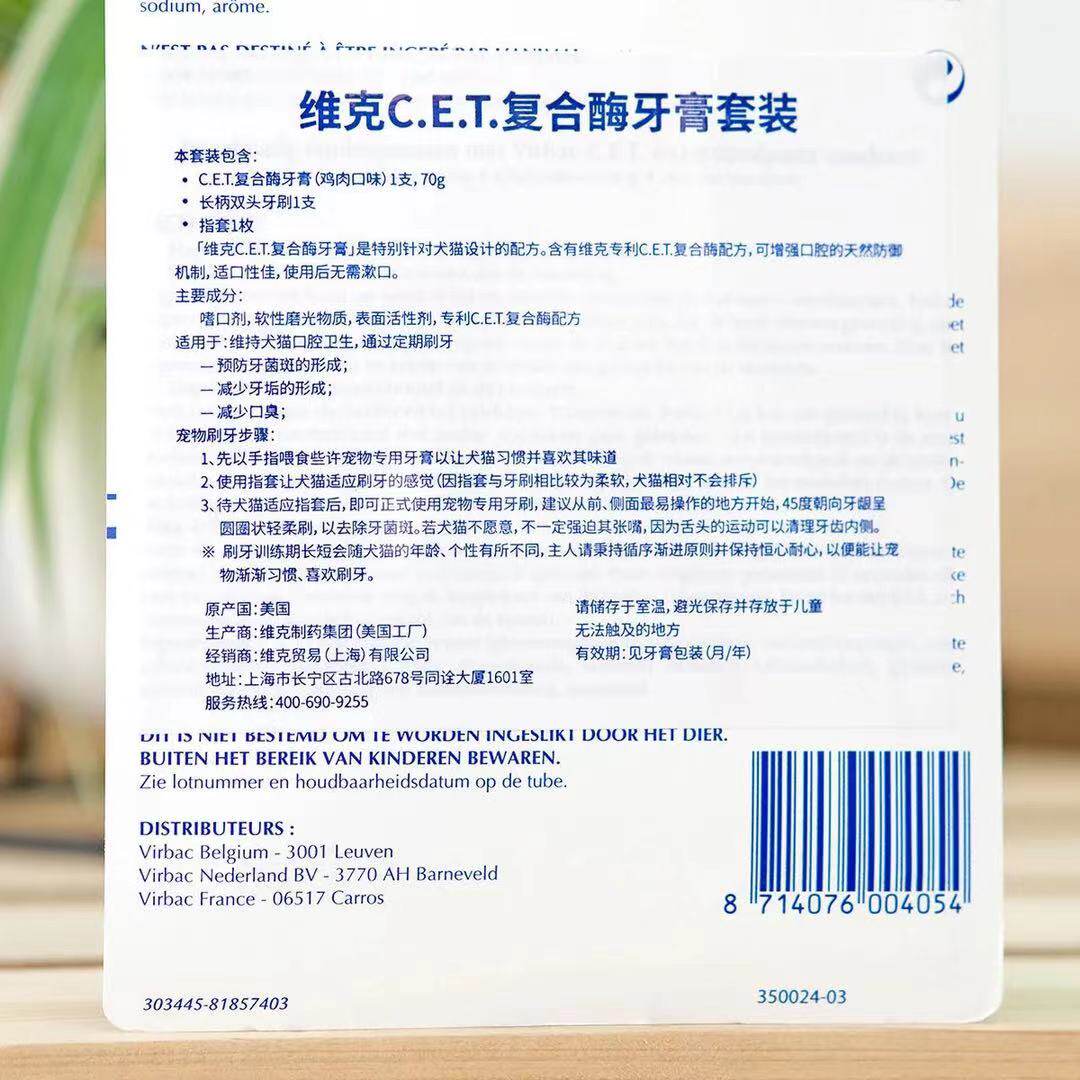 sodium, arôme.
维克C.E.T.复合酶牙膏套装
本套装包含：
• C.E.T.复合酶牙膏（鸡肉口味）1支，70g
• 长柄双头牙刷1支
• 指套1枚
「维克C.E.T.复合酶牙膏」是特别针对犬猫设计的配方。含有维克专利C.E.T.复合酶配方，可增强口腔的天然防御
机制，适口性佳，使用后无需漱口。
主要成分：
嗜口剂，软性磨光物质，表面活性剂，专利C.E.T.复合酶配方
适用于：维持犬猫口腔卫生，通过定期刷牙
— 预防牙菌斑的形成；
— 减少牙垢的形成；
— 减少口臭；
宠物刷牙步骤：
1、先以手指喂食些许宠物专用牙膏以让犬猫习惯并喜欢其味道
2、使用指套让犬猫适应刷牙的感觉（因指套与牙刷相比较为柔软，犬猫相对不会排斥）
3、待犬猫适应指套后，即可正式使用宠物专用牙刷，建议从前、侧面最易操作的地方开始，45度朝向牙龈呈
圆圈状轻柔刷，以去除牙菌斑。若犬猫不愿意，不一定强迫其张嘴，因为舌头的运动可以清理牙齿内侧。
※ 刷牙训练期长短会随犬猫的年龄、个性有所不同，主人请秉持循序渐进原则并保持恒心耐心，以便能让宠
物渐渐习惯、喜欢刷牙。
原产国：美国
生产商：维克制药集团（美国工厂）
经销商：维克贸易（上海）有限公司
地址：上海市长宁区古北路678号同诠大厦1601室
服务热线：400-690-9255
请储存于室温，避光保存并存放于儿童
无法触及的地方
有效期：见牙膏包装（月/年）
DIT IS NIET BESTEMD OM TE WORDEN INGESLIKT DOOR HET DIER.
BUITEN HET BEREIK VAN KINDEREN BEWAREN.
Zie lotnummer en houdbaarheidsdatum op de tube.
DISTRIBUTEURS :
Virbac Belgium - 3001 Leuven
Virbac Nederland BV - 3770 AH Barneveld
Virbac France - 06517 Carros
8 714076 004054
303445-81857403
350024-03